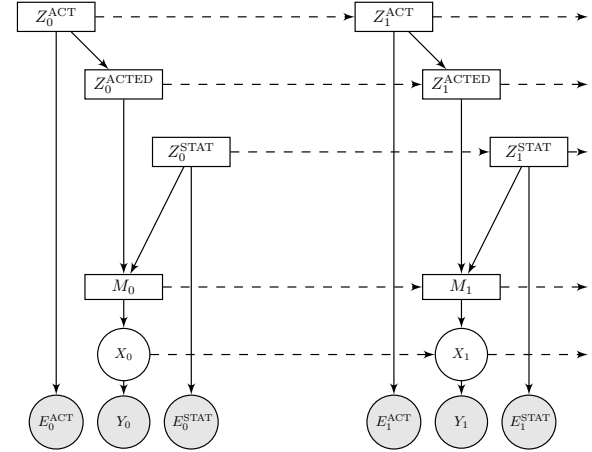 Z_0^ACT Z_1^ACT
Z_0^ACTED Z_1^ACTED
Z_0^STAT Z_1^STAT
M_0 M_1
X_0 X_1
E_0^ACT Y_0 E_0^STAT E_1^ACT Y_1 E_1^STAT